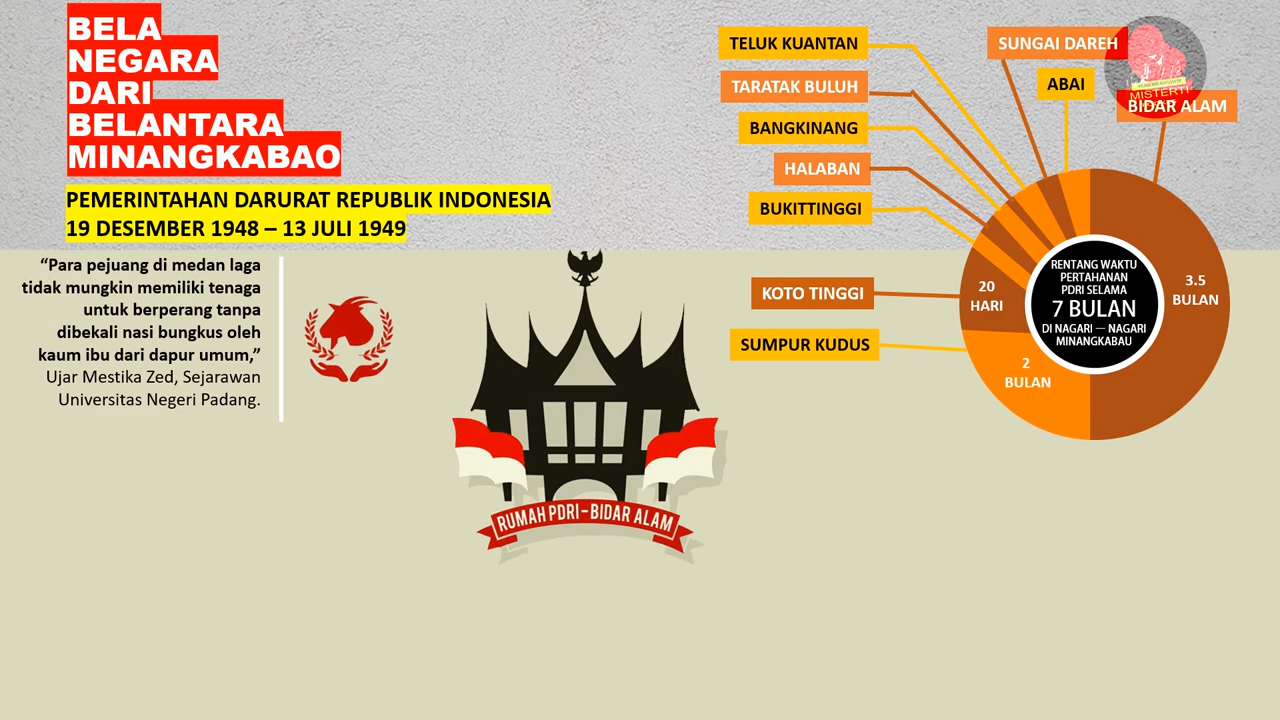 BELA
NEGARA
DARI
BELANTARA
MINANGKABAO
PEMERINTAHAN DARURAT REPUBLIK INDONESIA
19 DESEMBER 1948 – 13 JULI 1949
“Para pejuang di medan laga
tidak mungkin memiliki tenaga
untuk berperang tanpa
dibekali nasi bungkus oleh
kaum ibu dari dapur umum,”
Ujar Mestika Zed, Sejarawan
Universitas Negeri Padang.
RUMAH PDRI – BIDAR ALAM
TELUK KUANTAN
TARATAK BULUH
BANGKINANG
HALABAN
BUKITTINGGI
KOTO TINGGI
SUMPUR KUDUS
SUNGAI DAREH
ABAI
BIDAR ALAM
MISTERTI
20
HARI
2
BULAN
3.5
BULAN
RENTANG WAKTU
PERTAHANAN
PDRI SELAMA
7 BULAN
DI NAGARI — NAGARI
MINANGKABAU